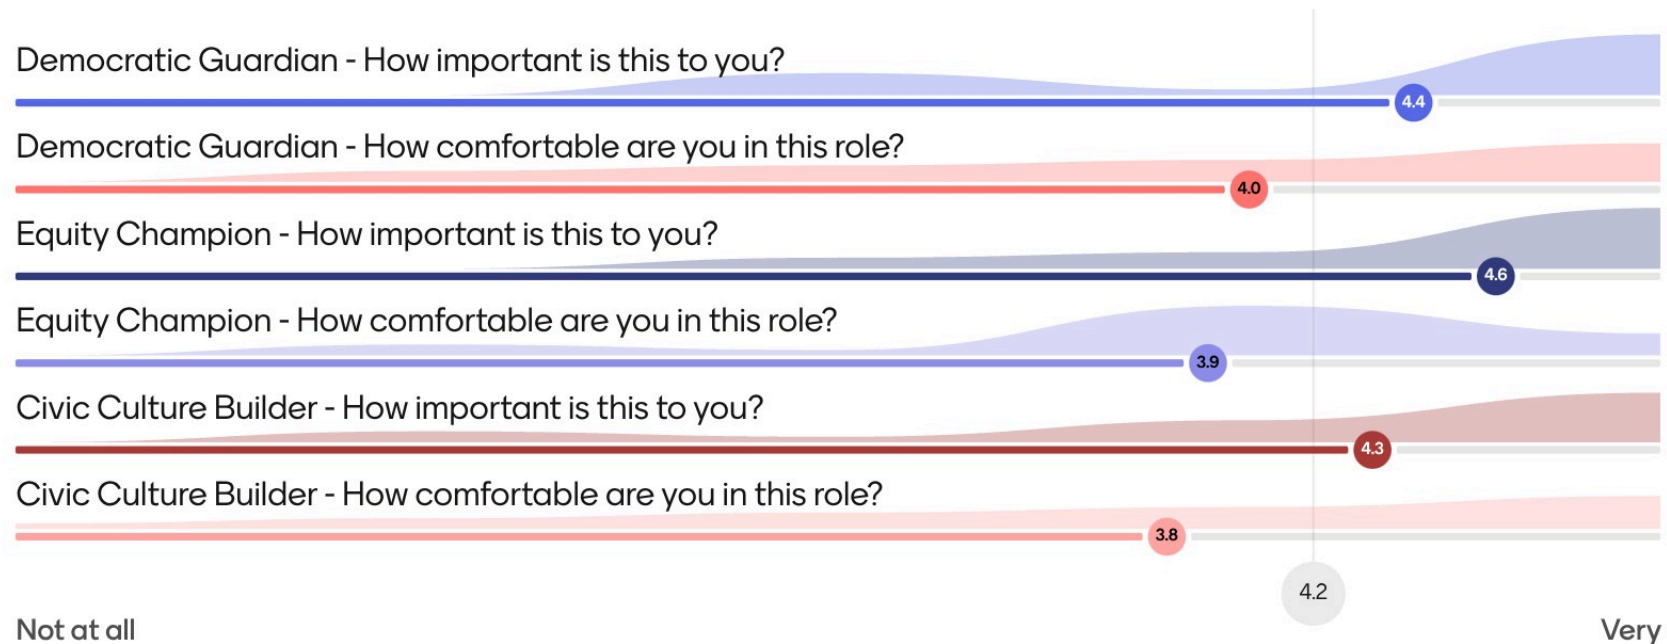 Democratic Guardian - How important is this to you?
4.4
Democratic Guardian - How comfortable are you in this role?
4.0
Equity Champion - How important is this to you?
4.6
Equity Champion - How comfortable are you in this role?
3.9
Civic Culture Builder - How important is this to you?
4.3
Civic Culture Builder - How comfortable are you in this role?
3.8
4.2
Not at all
Very